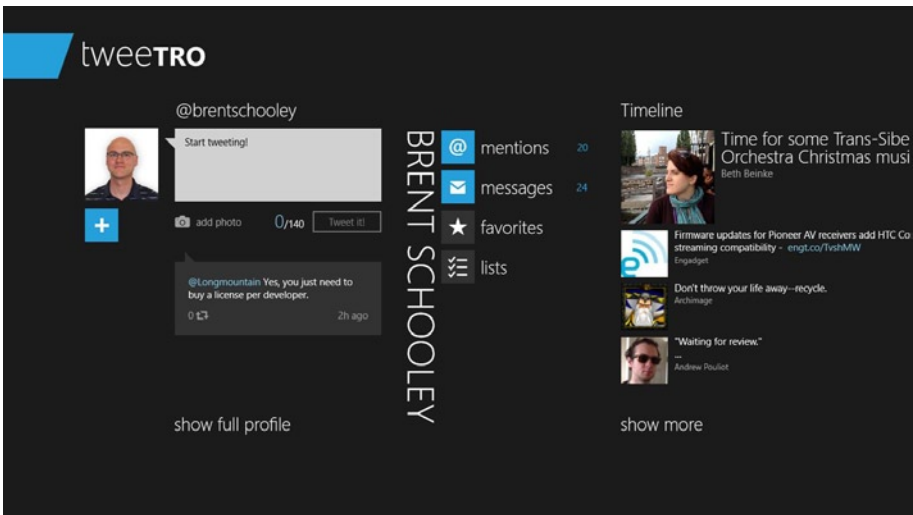 tweeTRO
@brentschooley
Start tweeting!
add photo
0/140
Tweet it!
@Longmountain Yes, you just need to
buy a license per developer.
0
2h ago
show full profile
BRENT SCHOOLEY
@ mentions 20
messages 24
favorites
lists
Timeline
Time for some Trans-Sibe
Orchestra Christmas musi
Beth Beinke
Firmware updates for Pioneer AV receivers add HTC Co
streaming compatibility - engt.co/TvshMW
Engadget
Don't throw your life away--recycle.
Archimage
"Waiting for review."
...
Andrew Pouliot
show more